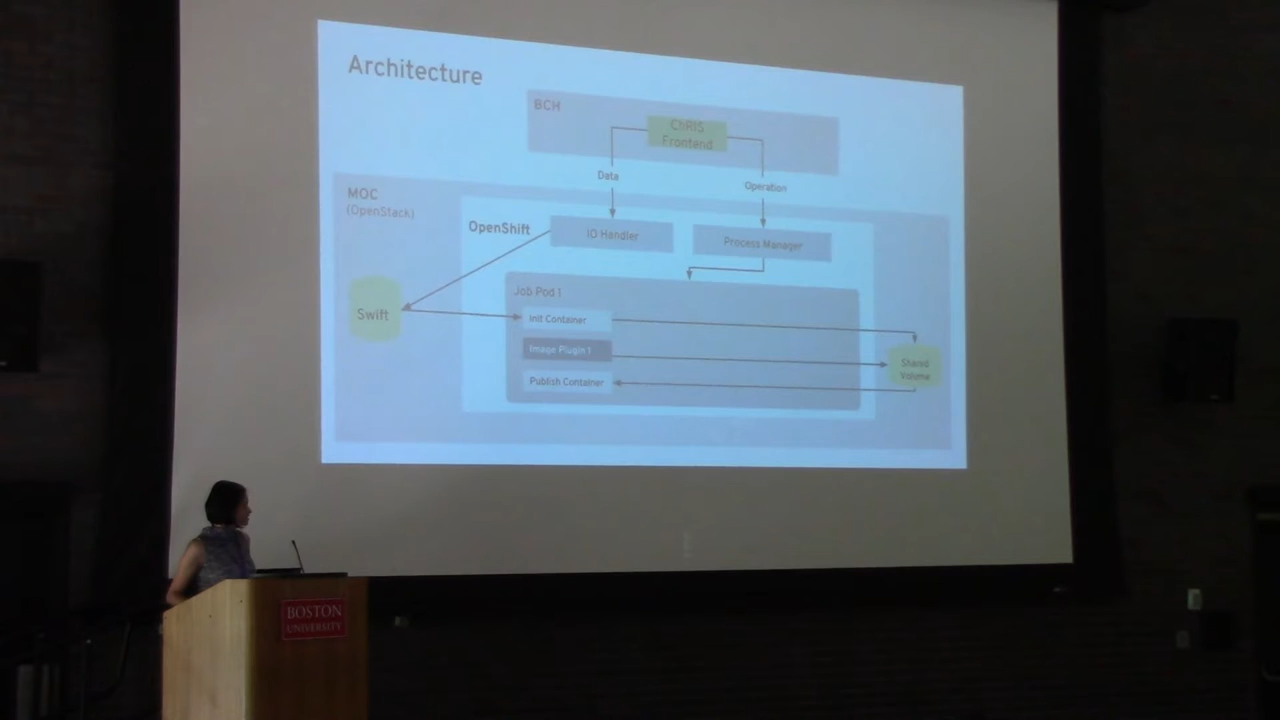 Architecture
BCH
ChRIS
Frontend
Data
Operation
MOC
(OpenStack)
OpenShift
IO Handler
Process Manager
Job Pod 1
Swift
Init Container
Image Plugin 1
Publish Container
Shared
Volume
BOSTON
UNIVERSITY